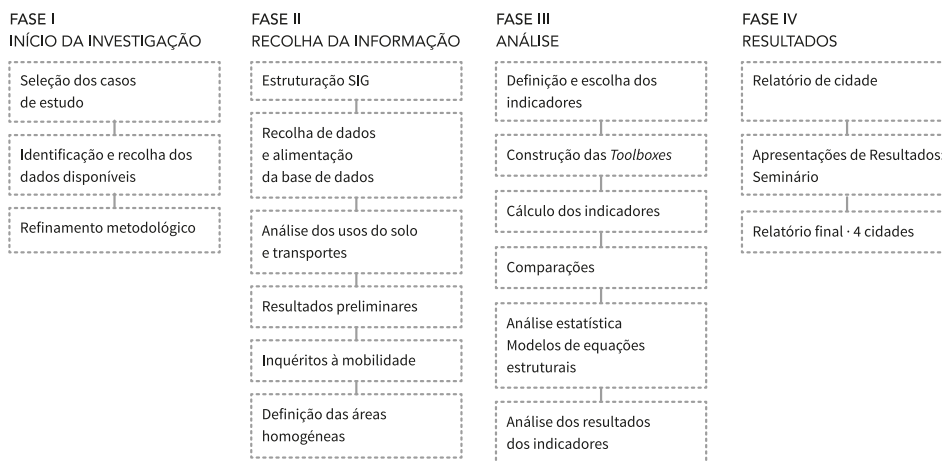 FASE I
INÍCIO DA INVESTIGAÇÃO
Seleção dos casos
de estudo
Identificação e recolha dos
dados disponíveis
Refinamento metodológico
FASE II
RECOLHA DA INFORMAÇÃO
Estruturação SIG
Recolha de dados
e alimentação
da base de dados
Análise dos usos do solo
e transportes
Resultados preliminares
Inquéritos à mobilidade
Definição das áreas
homogéneas
FASE III
ANÁLISE
Definição e escolha dos
indicadores
Construção das Toolboxes
Cálculo dos indicadores
Comparações
Análise estatística
Modelos de equações
estruturais
Análise dos resultados
dos indicadores
FASE IV
RESULTADOS
Relatório de cidade
Apresentações de Resultados:
Seminário
Relatório final · 4 cidades